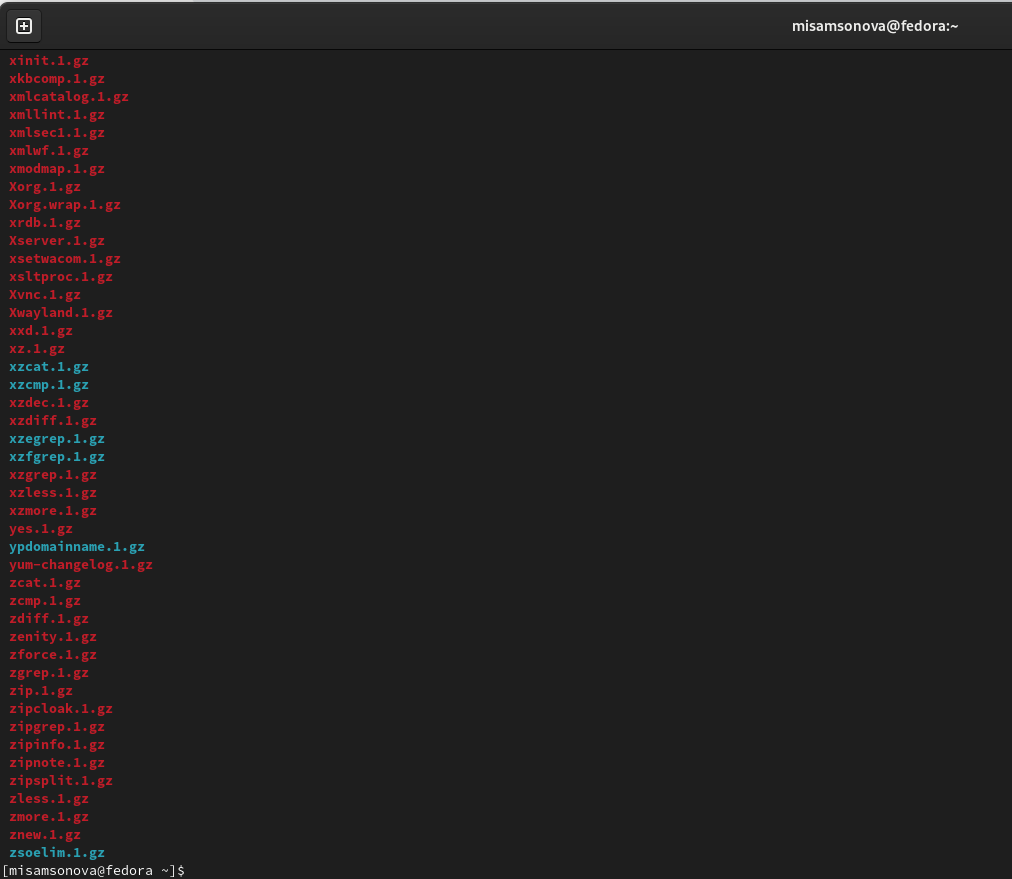 misamsonova@fedora:~
xinit.1.gz
xkbcomp.1.gz
xmlcatalog.1.gz
xmllint.1.gz
xmlsec1.1.gz
xmlwf.1.gz
xmodmap.1.gz
Xorg.1.gz
Xorg.wrap.1.gz
xrdb.1.gz
Xserver.1.gz
xsetwacom.1.gz
xsltproc.1.gz
Xvnc.1.gz
Xwayland.1.gz
xxd.1.gz
xz.1.gz
xzcat.1.gz
xzcmp.1.gz
xzdec.1.gz
xzdiff.1.gz
xzegrep.1.gz
xzfgrep.1.gz
xzgrep.1.gz
xzless.1.gz
xzmore.1.gz
yes.1.gz
ypdomainname.1.gz
yum-changelog.1.gz
zcat.1.gz
zcmp.1.gz
zdiff.1.gz
zenity.1.gz
zforce.1.gz
zgrep.1.gz
zip.1.gz
zipcloak.1.gz
zipgrep.1.gz
zipinfo.1.gz
zipnote.1.gz
zipsplit.1.gz
zless.1.gz
zmore.1.gz
znew.1.gz
zsoelim.1.gz
[misamsonova@fedora ~]$